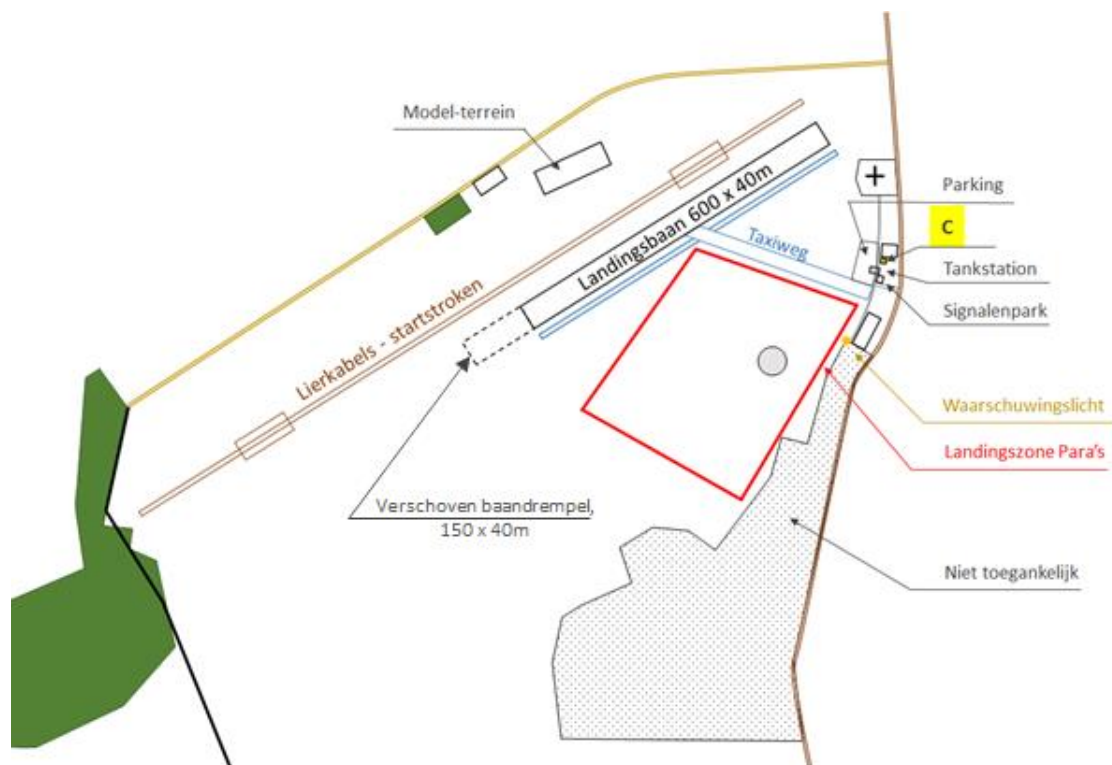 Model-terrein
Parking
C
Landingsbaan 600 x 40m
Taxiweg
Tankstation
Signalenpark
Lierkabels - startstroken
Waarschuwingslicht
Landingszone Para's
Verschoven baandrempel,
150 x 40m
Niet toegankelijk